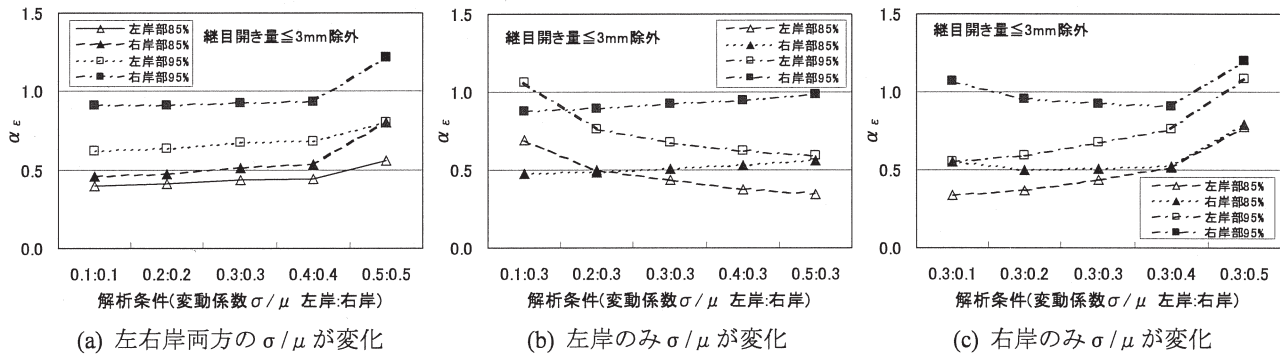 1.5
1.0
0.5
0.0
αε
左岸部85%
右岸部85%
左岸部95%
右岸部95%
継目開き量≦3mm除外
0.1:0.1 0.2:0.2 0.3:0.3 0.4:0.4 0.5:0.5
解析条件(変動係数σ/μ 左岸:右岸)
(a) 左右岸両方のσ/μが変化
1.5
1.0
0.5
0.0
αε
継目開き量≦3mm除外
左岸部85%
右岸部85%
左岸部95%
右岸部95%
0.1:0.3 0.2:0.3 0.3:0.3 0.4:0.3 0.5:0.3
解析条件(変動係数σ/μ 左岸:右岸)
(b) 左岸のみσ/μが変化
1.5
1.0
0.5
0.0
αε
継目開き量≦3mm除外
左岸部85%
右岸部85%
左岸部95%
右岸部95%
0.3:0.1 0.3:0.2 0.3:0.3 0.3:0.4 0.3:0.5
解析条件(変動係数σ/μ 左岸:右岸)
(c) 右岸のみσ/μが変化